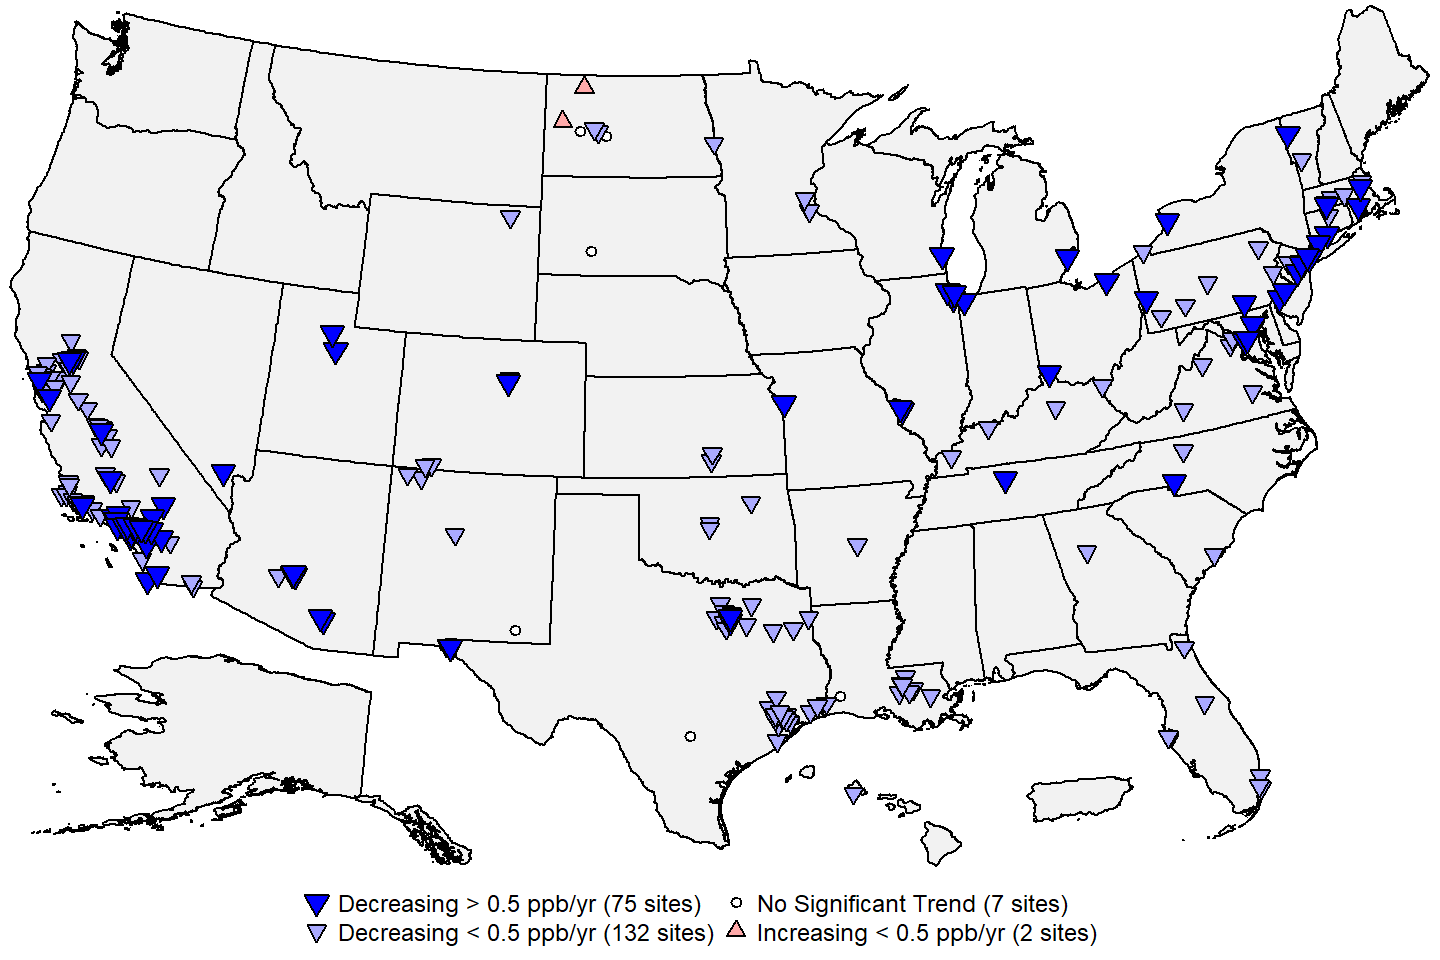 Decreasing > 0.5 ppb/yr (75 sites)
No Significant Trend (7 sites)
Decreasing < 0.5 ppb/yr (132 sites)
Increasing < 0.5 ppb/yr (2 sites)